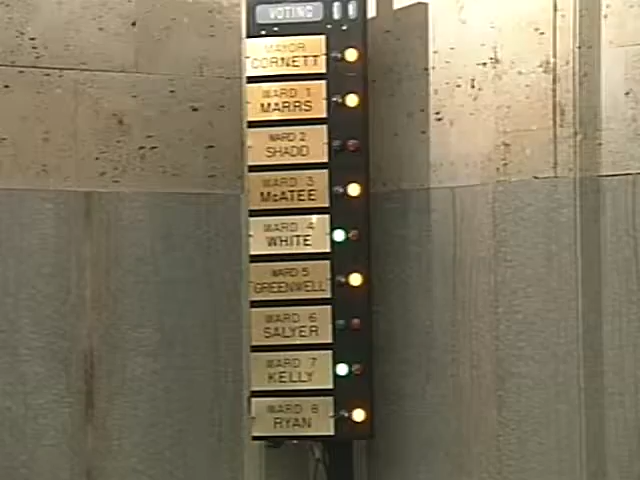 VOTING
MAYOR
CORNETT
WARD 1
MARRS
WARD 2
SHADD
WARD 3
McATEE
WARD 4
WHITE
WARD 5
GREENWELL
WARD 6
SALYER
WARD 7
KELLY
WARD 8
RYAN